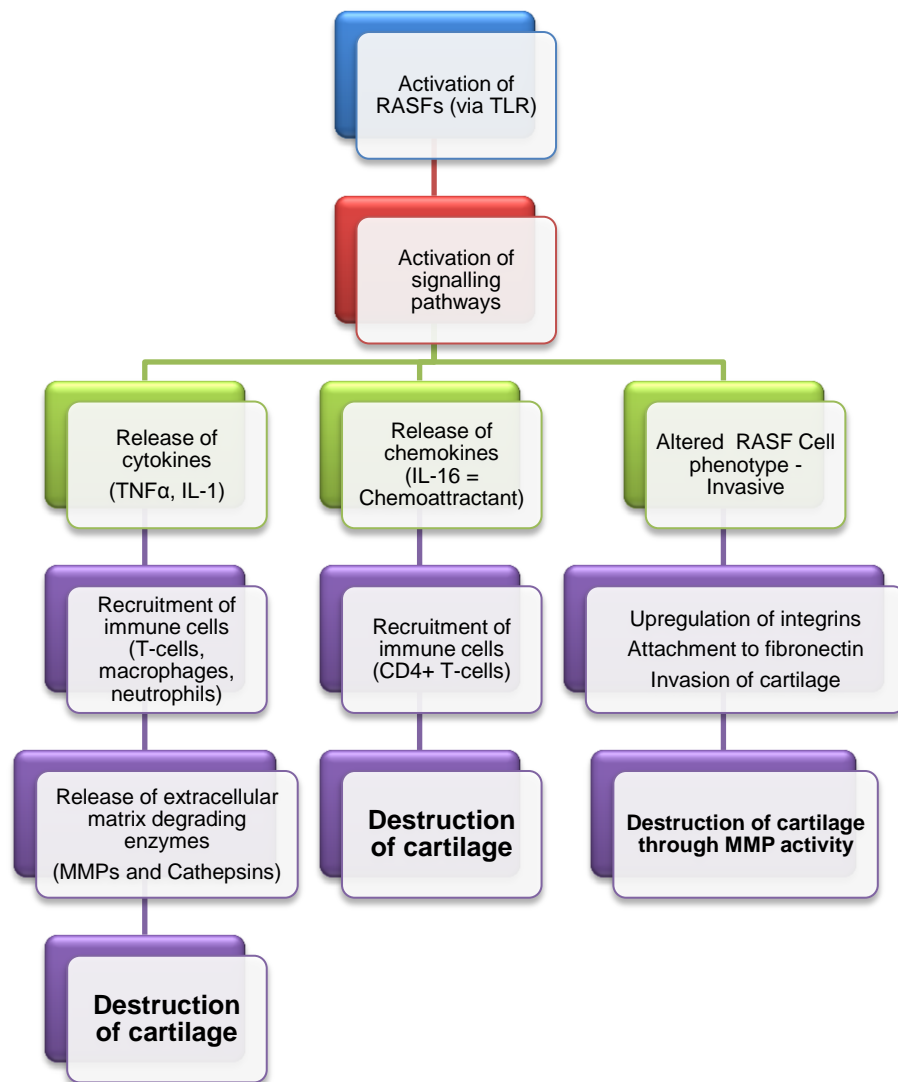 Activation of
RASFs (via TLR)
Activation of
signalling
pathways
Release of
cytokines
(TNFα, IL-1)
Release of
chemokines
(IL-16 =
Chemoattractant)
Altered RASF Cell
phenotype -
Invasive
Recruitment of
immune cells
(T-cells,
macrophages,
neutrophils)
Recruitment of
immune cells
(CD4+ T-cells)
Upregulation of integrins
Attachment to fibronectin
Invasion of cartilage
Release of extracellular
matrix degrading
enzymes
(MMPs and Cathepsins)
Destruction
of cartilage
Destruction of cartilage
through MMP activity
Destruction
of cartilage